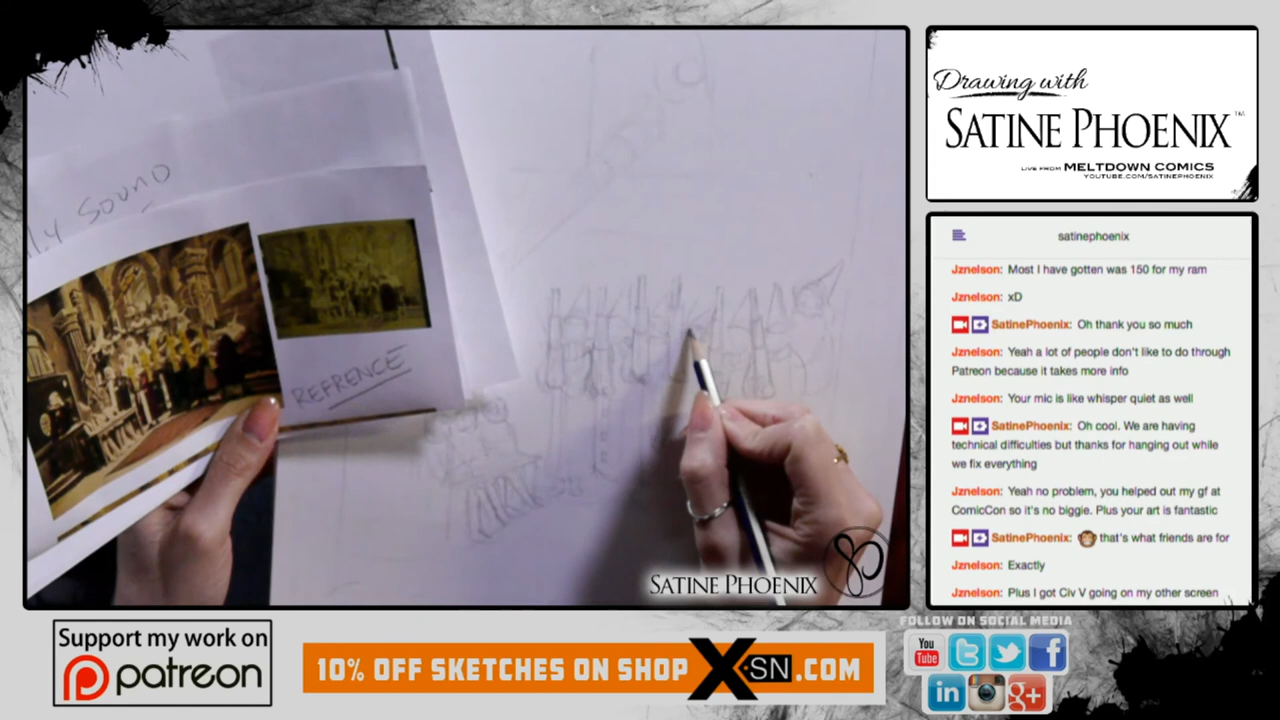 Drawing with
SATINE PHOENIX™
LIVE FROM MELTDOWN COMICS
YOUTUBE.COM/SATINEPHOENIX
SOUND
REFRENCE
SATINE PHOENIX
satinephoenix
Jznelson: Most I have gotten was 150 for my ram
Jznelson: xD
SatinePhoenix: Oh thank you so much
Jznelson: Yeah a lot of people don't like to do through
Patreon because it takes more info
Jznelson: Your mic is like whisper quiet as well
SatinePhoenix: Oh cool. We are having
technical difficulties but thanks for hanging out while
we fix everything
Jznelson: Yeah no problem, you helped out my gf at
ComicCon so it's no biggie. Plus your art is fantastic
SatinePhoenix: that's what friends are for
Jznelson: Exactly
Jznelson: Plus I got Civ V going on my other screen
Support my work on
patreon
10% OFF SKETCHES ON SHOP X-SN.COM
FOLLOW ON SOCIAL MEDIA
You
Tube
f
in
g+